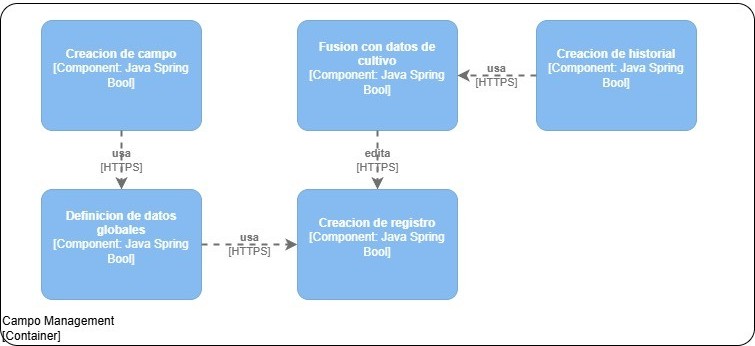 Creacion de campo
[Component: Java Spring
Bool]
Fusion con datos de
cultivo
[Component: Java Spring
Bool]
Creacion de historial
[Component: Java Spring
Bool]
usa
[HTTPS]
usa
[HTTPS]
edita
[HTTPS]
Definicion de datos
globales
[Component: Java Spring
Bool]
usa
[HTTPS]
Creacion de registro
[Component: Java Spring
Bool]
Campo Management
[Container]